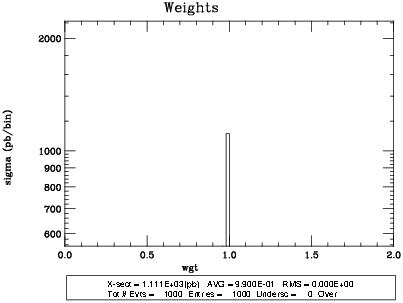 Weights
sigma (pb/bin)
2000
1000
900
800
700
600
0.0 0.5 1.0 1.5 2.0
wgt
X-sect = 1.111E+03(pb) AVG = 9.900E-01 RMS = 0.000E+00
Tot # Evts = 1000 Entries = 1000 Undersc = 0 Over